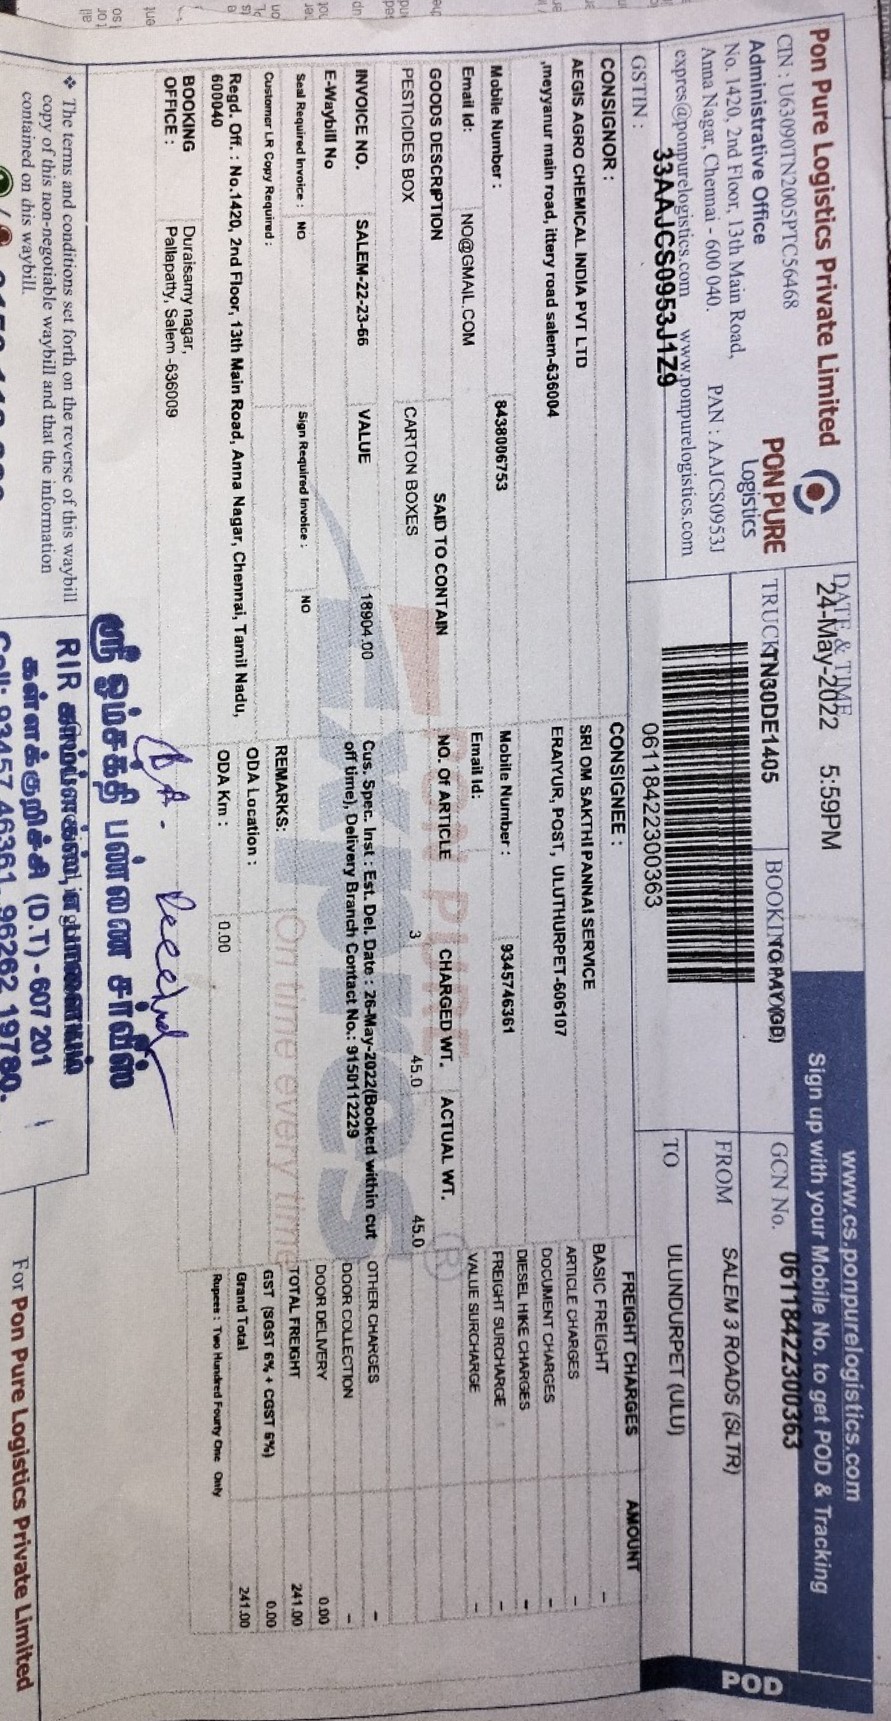 Pon Pure Logistics Private Limited
CIN : U63090TN2005PTC56468
Administrative Office
No. 1420, 2nd Floor, 13th Main Road,
Anna Nagar, Chennai - 600 040.
PAN : AAJCS0953J
expres@ponpurelogistics.com www.ponpurelogistics.com
PON PURE
Logistics
GSTIN : 33AAJCS0953J1Z9
DATE & TIME
24-May-2022 5:59PM
TRUCK TN30DE1405
TO PAY(GD)
06118422300363
www.cs.ponpurelogistics.com
Sign up with your Mobile No. to get POD & Tracking
GCN No. 06118422300363
FROM SALEM 3 ROADS (SLTR)
TO ULUNDURPET (ULU)
POD
CONSIGNOR :
AEGIS AGRO CHEMICAL INDIA PVT LTD
,meyyanur main road, ittery road salem-636004
Mobile Number : 8438006753
Email Id: NO@GMAIL.COM
CONSIGNEE :
SRI OM SAKTHI PANNAI SERVICE
ERAIYUR, POST, ULUTHURPET-606107
Mobile Number : 9345746361
Email Id:
GOODS DESCRIPTION SAID TO CONTAIN NO. Of ARTICLE CHARGED WT. ACTUAL WT.
PESTICIDES BOX CARTON BOXES 3 45.0 45.0
INVOICE NO. SALEM-22-23-66 VALUE 18904.00
E-Waybill No
Seal Required Invoice : NO Sign Required Invoice : NO
Customer LR Copy Required :
Regd. Off. : No.1420, 2nd Floor, 13th Main Road, Anna Nagar, Chennai, Tamil Nadu,
600040
BOOKING OFFICE :
Duraisamy nagar,
Pallapatty, Salem -636009
Cus. Spec. Inst : Est. Del. Date : 26-May-2022(Booked within cut
off time), Delivery Branch Contact No.: 9150112229
REMARKS:
ODA Location :
ODA Km : 0.00
PON PURE
Expres
On time every time
FREIGHT CHARGES AMOUNT
BASIC FREIGHT –
ARTICLE CHARGES –
DOCUMENT CHARGES –
DIESEL HIKE CHARGES –
FREIGHT SURCHARGE –
VALUE SURCHARGE –
OTHER CHARGES –
DOOR COLLECTION –
DOOR DELIVERY 0.00
TOTAL FREIGHT 241.00
GST (SGST 6% + CGST 6%) 0.00
Grand Total 241.00
Rupees : Two Hundred Fourty One Only
❖ The terms and conditions set forth on the reverse of this waybill
copy of this non-negotiable waybill and that the information
contained on this waybill.
ஸ்ரீ ஓம்சக்தி பண்ணை சர்வீஸ்
கள்ளக்குறிச்சி (D.T) - 607 201
Cell: 93457 46361, 96262 19780.
For Pon Pure Logistics Private Limited